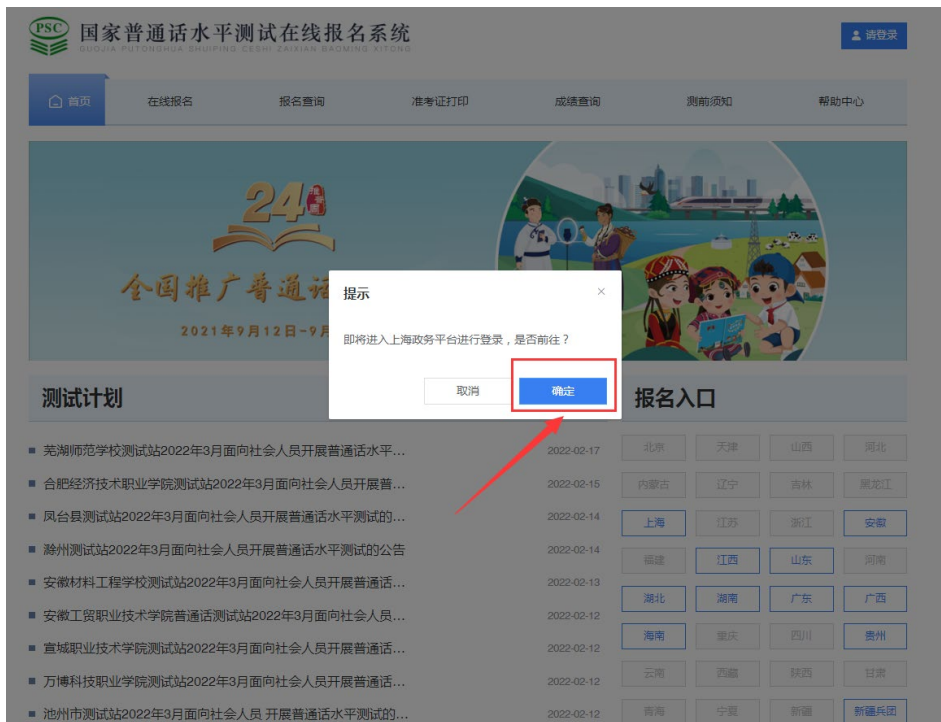 PSC
国家普通话水平测试在线报名系统
GUOJIA PUTONGHUA SHUIPING CESHI ZAIXIAN BAOMING XITONG
请登录
首页 在线报名 报名查询 准考证打印 成绩查询 测前须知 帮助中心
24
推普周
全国推广普通话
2021年9月12日-9月
提示
×
即将进入上海政务平台进行登录，是否前往？
取消 确定
测试计划
芜湖师范学校测试站2022年3月面向社会人员开展普通话水平... 2022-02-17
合肥经济技术职业学院测试站2022年3月面向社会人员开展普... 2022-02-15
凤台县测试站2022年3月面向社会人员开展普通话水平测试的... 2022-02-14
滁州测试站2022年3月面向社会人员开展普通话水平测试的公告 2022-02-14
安徽材料工程学校测试站2022年3月面向社会人员开展普通话... 2022-02-13
安徽工贸职业技术学院普通话测试站2022年3月面向社会人员... 2022-02-12
宣城职业技术学院测试站2022年3月面向社会人员开展普通话... 2022-02-12
万博科技职业学院测试站2022年3月面向社会人员开展普通话... 2022-02-12
池州市测试站2022年3月面向社会人员 开展普通话水平测试的... 2022-02-12
报名入口
北京 天津 山西 河北
内蒙古 辽宁 吉林 黑龙江
上海 江苏 浙江 安徽
福建 江西 山东 河南
湖北 湖南 广东 广西
海南 重庆 四川 贵州
云南 西藏 陕西 甘肃
青海 宁夏 新疆 新疆兵团